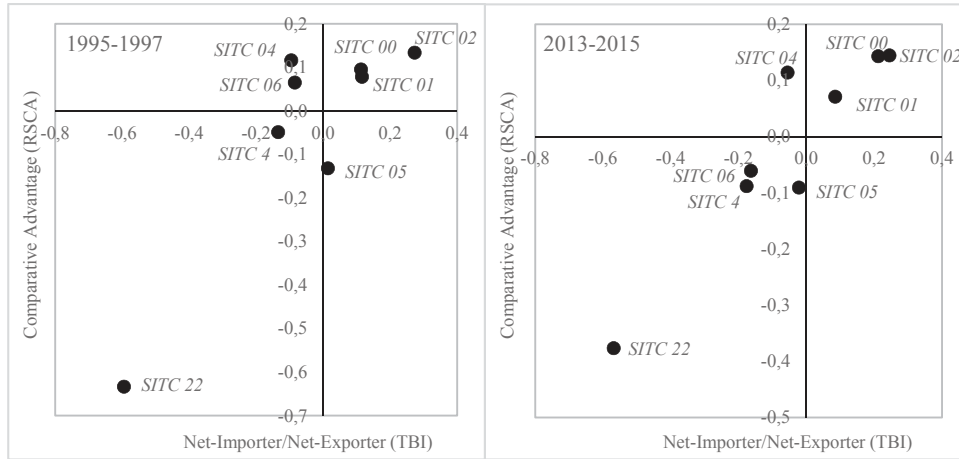 1995-1997
0,2
0,1
0,0
-0,1
-0,2
-0,3
-0,4
-0,5
-0,6
-0,7
-0,8
-0,6
-0,4
-0,2
0,0
0,2
0,4
SITC 04
SITC 00
SITC 02
SITC 06
SITC 01
SITC 4
SITC 05
SITC 22
Comparative Advantage (RSCA)
Net-Importer/Net-Exporter (TBI)
2013-2015
0,2
0,1
0,0
-0,1
-0,2
-0,3
-0,4
-0,5
-0,8
-0,6
-0,4
-0,2
0,0
0,2
0,4
SITC 04
SITC 00
SITC 02
SITC 01
SITC 06
SITC 4
SITC 05
SITC 22
Comparative Advantage (RSCA)
Net-Importer/Net-Exporter (TBI)